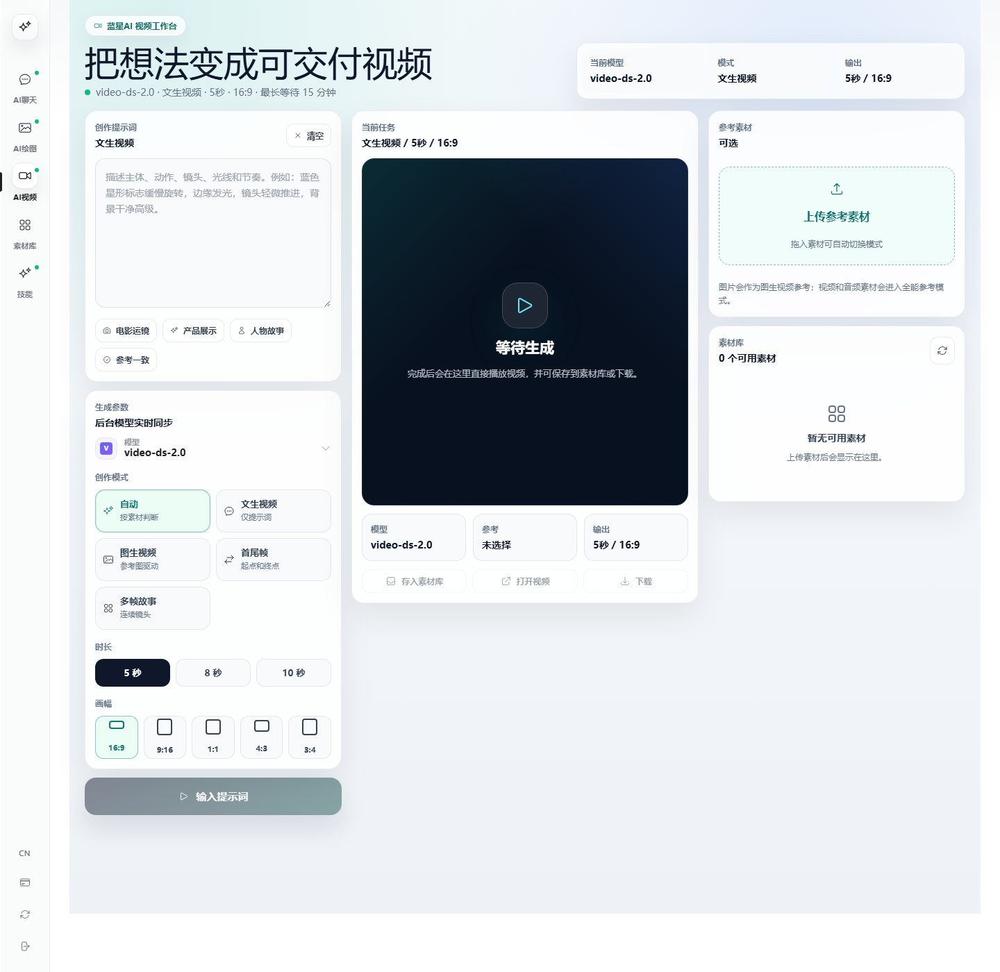 AI聊天
AI绘图
AI视频
素材库
技能
CN
蓝星AI 视频工作台
把想法变成可交付视频
video-ds-2.0 · 文生视频 · 5秒 · 16:9 · 最长等待 15 分钟
当前模型
video-ds-2.0
模式
文生视频
输出
5秒 / 16:9
创作提示词
文生视频
清空
描述主体、动作、镜头、光线和节奏。例如：蓝色
星形标志缓慢旋转，边缘发光，镜头轻微推进，背
景干净高级。
电影运镜
产品展示
人物故事
参考一致
生成参数
后台模型实时同步
V
模型
video-ds-2.0
创作模式
自动
按素材判断
文生视频
仅提示词
图生视频
参考图驱动
首尾帧
起点和终点
多帧故事
连续镜头
时长
5 秒
8 秒
10 秒
画幅
16:9
9:16
1:1
4:3
3:4
输入提示词
当前任务
文生视频 / 5秒 / 16:9
等待生成
完成后会在这里直接播放视频，并可保存到素材库或下载。
模型
video-ds-2.0
参考
未选择
输出
5秒 / 16:9
存入素材库
打开视频
下载
参考素材
可选
上传参考素材
拖入素材可自动切换模式
图片会作为图生视频参考；视频和音频素材会进入全能参考模
式。
素材库
0 个可用素材
暂无可用素材
上传素材后会显示在这里。